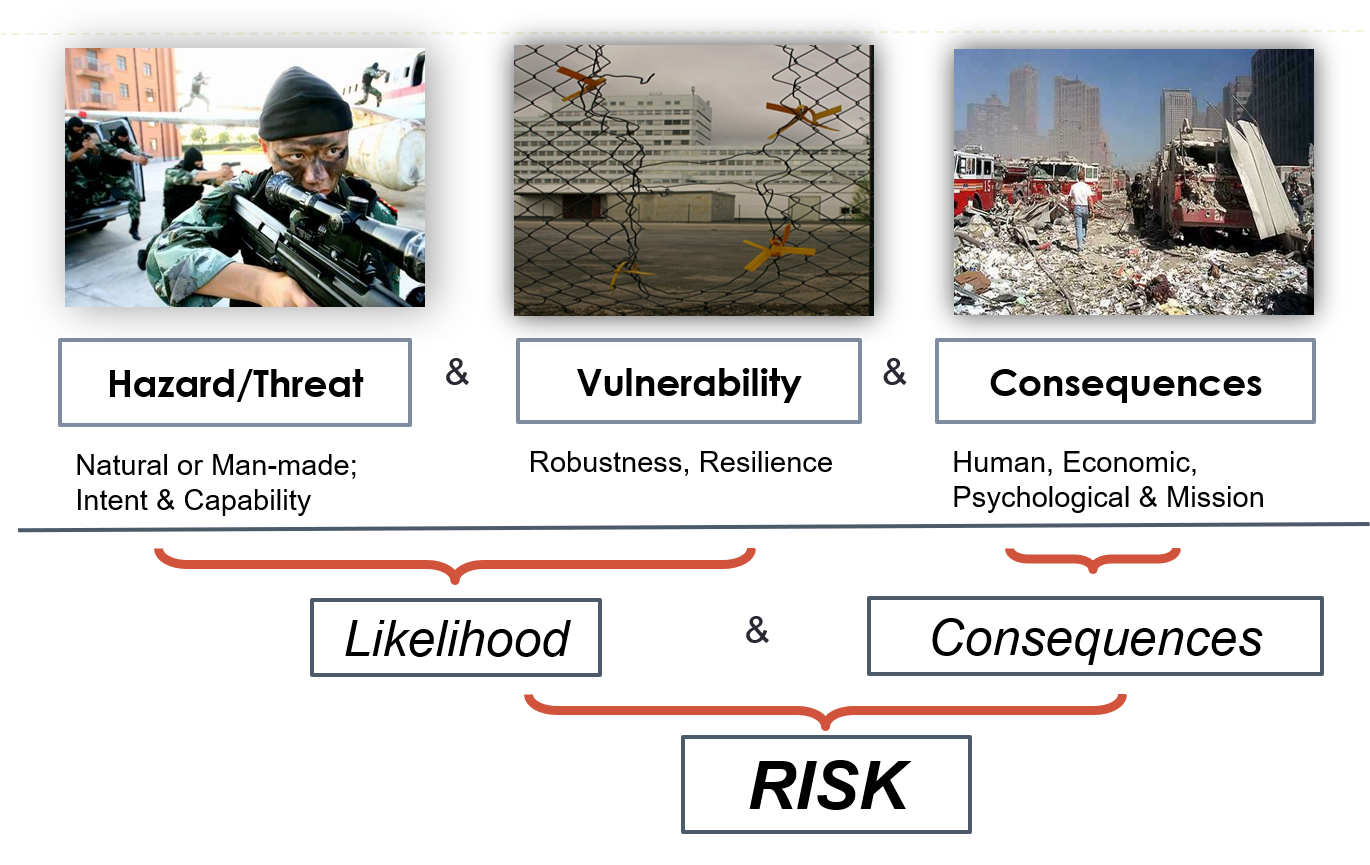 Hazard/Threat
&
Vulnerability
&
Consequences
Natural or Man-made;
Intent & Capability
Robustness, Resilience
Human, Economic,
Psychological & Mission
Likelihood
&
Consequences
RISK